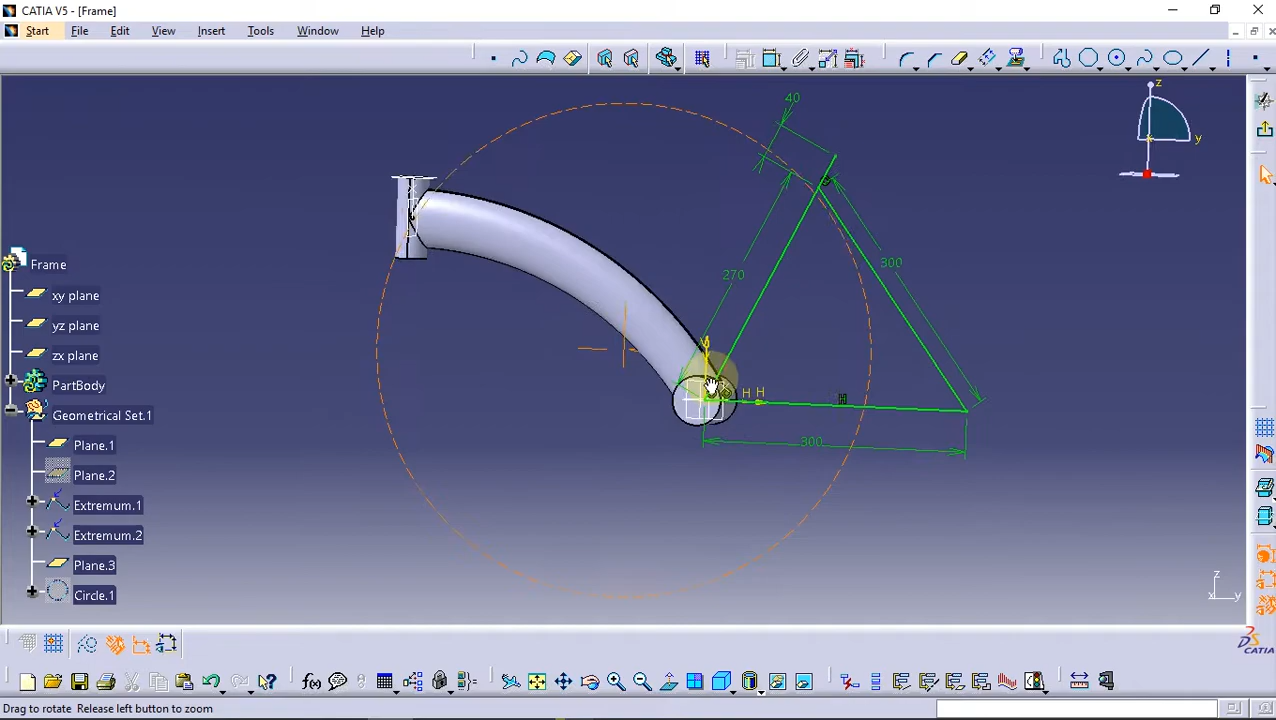 CATIA V5 - [Frame]
Start File Edit View Insert Tools Window Help
z
y
40
270
300
H H
H
300
Frame
xy plane
yz plane
zx plane
PartBody
Geometrical Set.1
Plane.1
Plane.2
Extremum.1
Extremum.2
Plane.3
Circle.1
z
x y
CATIA
f(x)
Drag to rotate Release left button to zoom